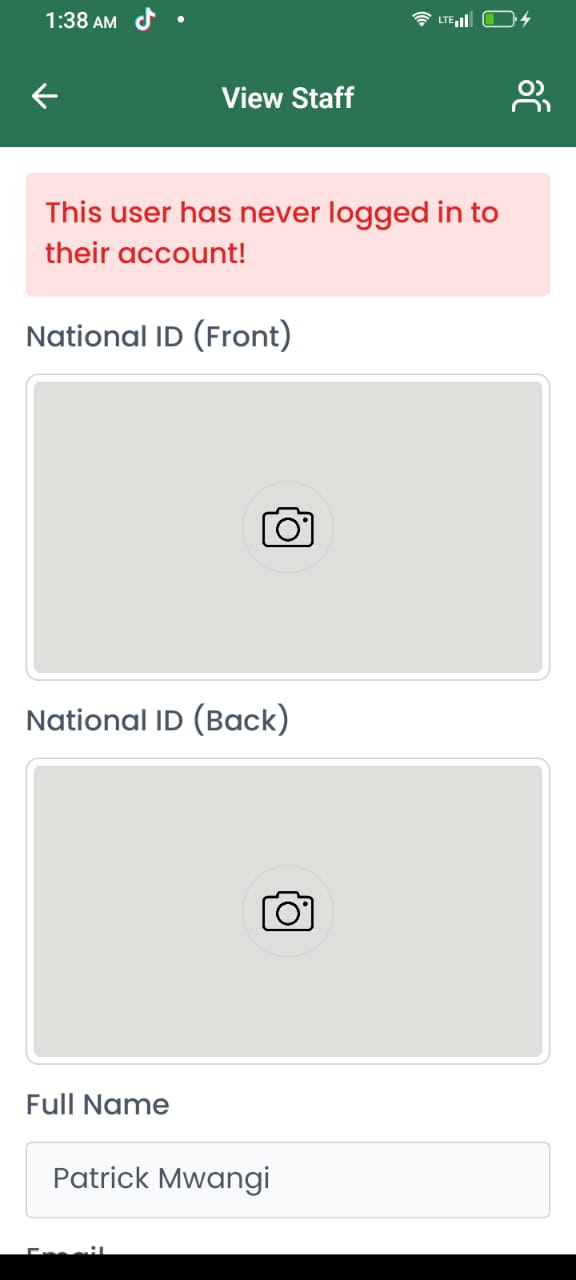 1:38 AM
LTE
View Staff
This user has never logged in to
their account!
National ID (Front)
National ID (Back)
Full Name
Patrick Mwangi
Email